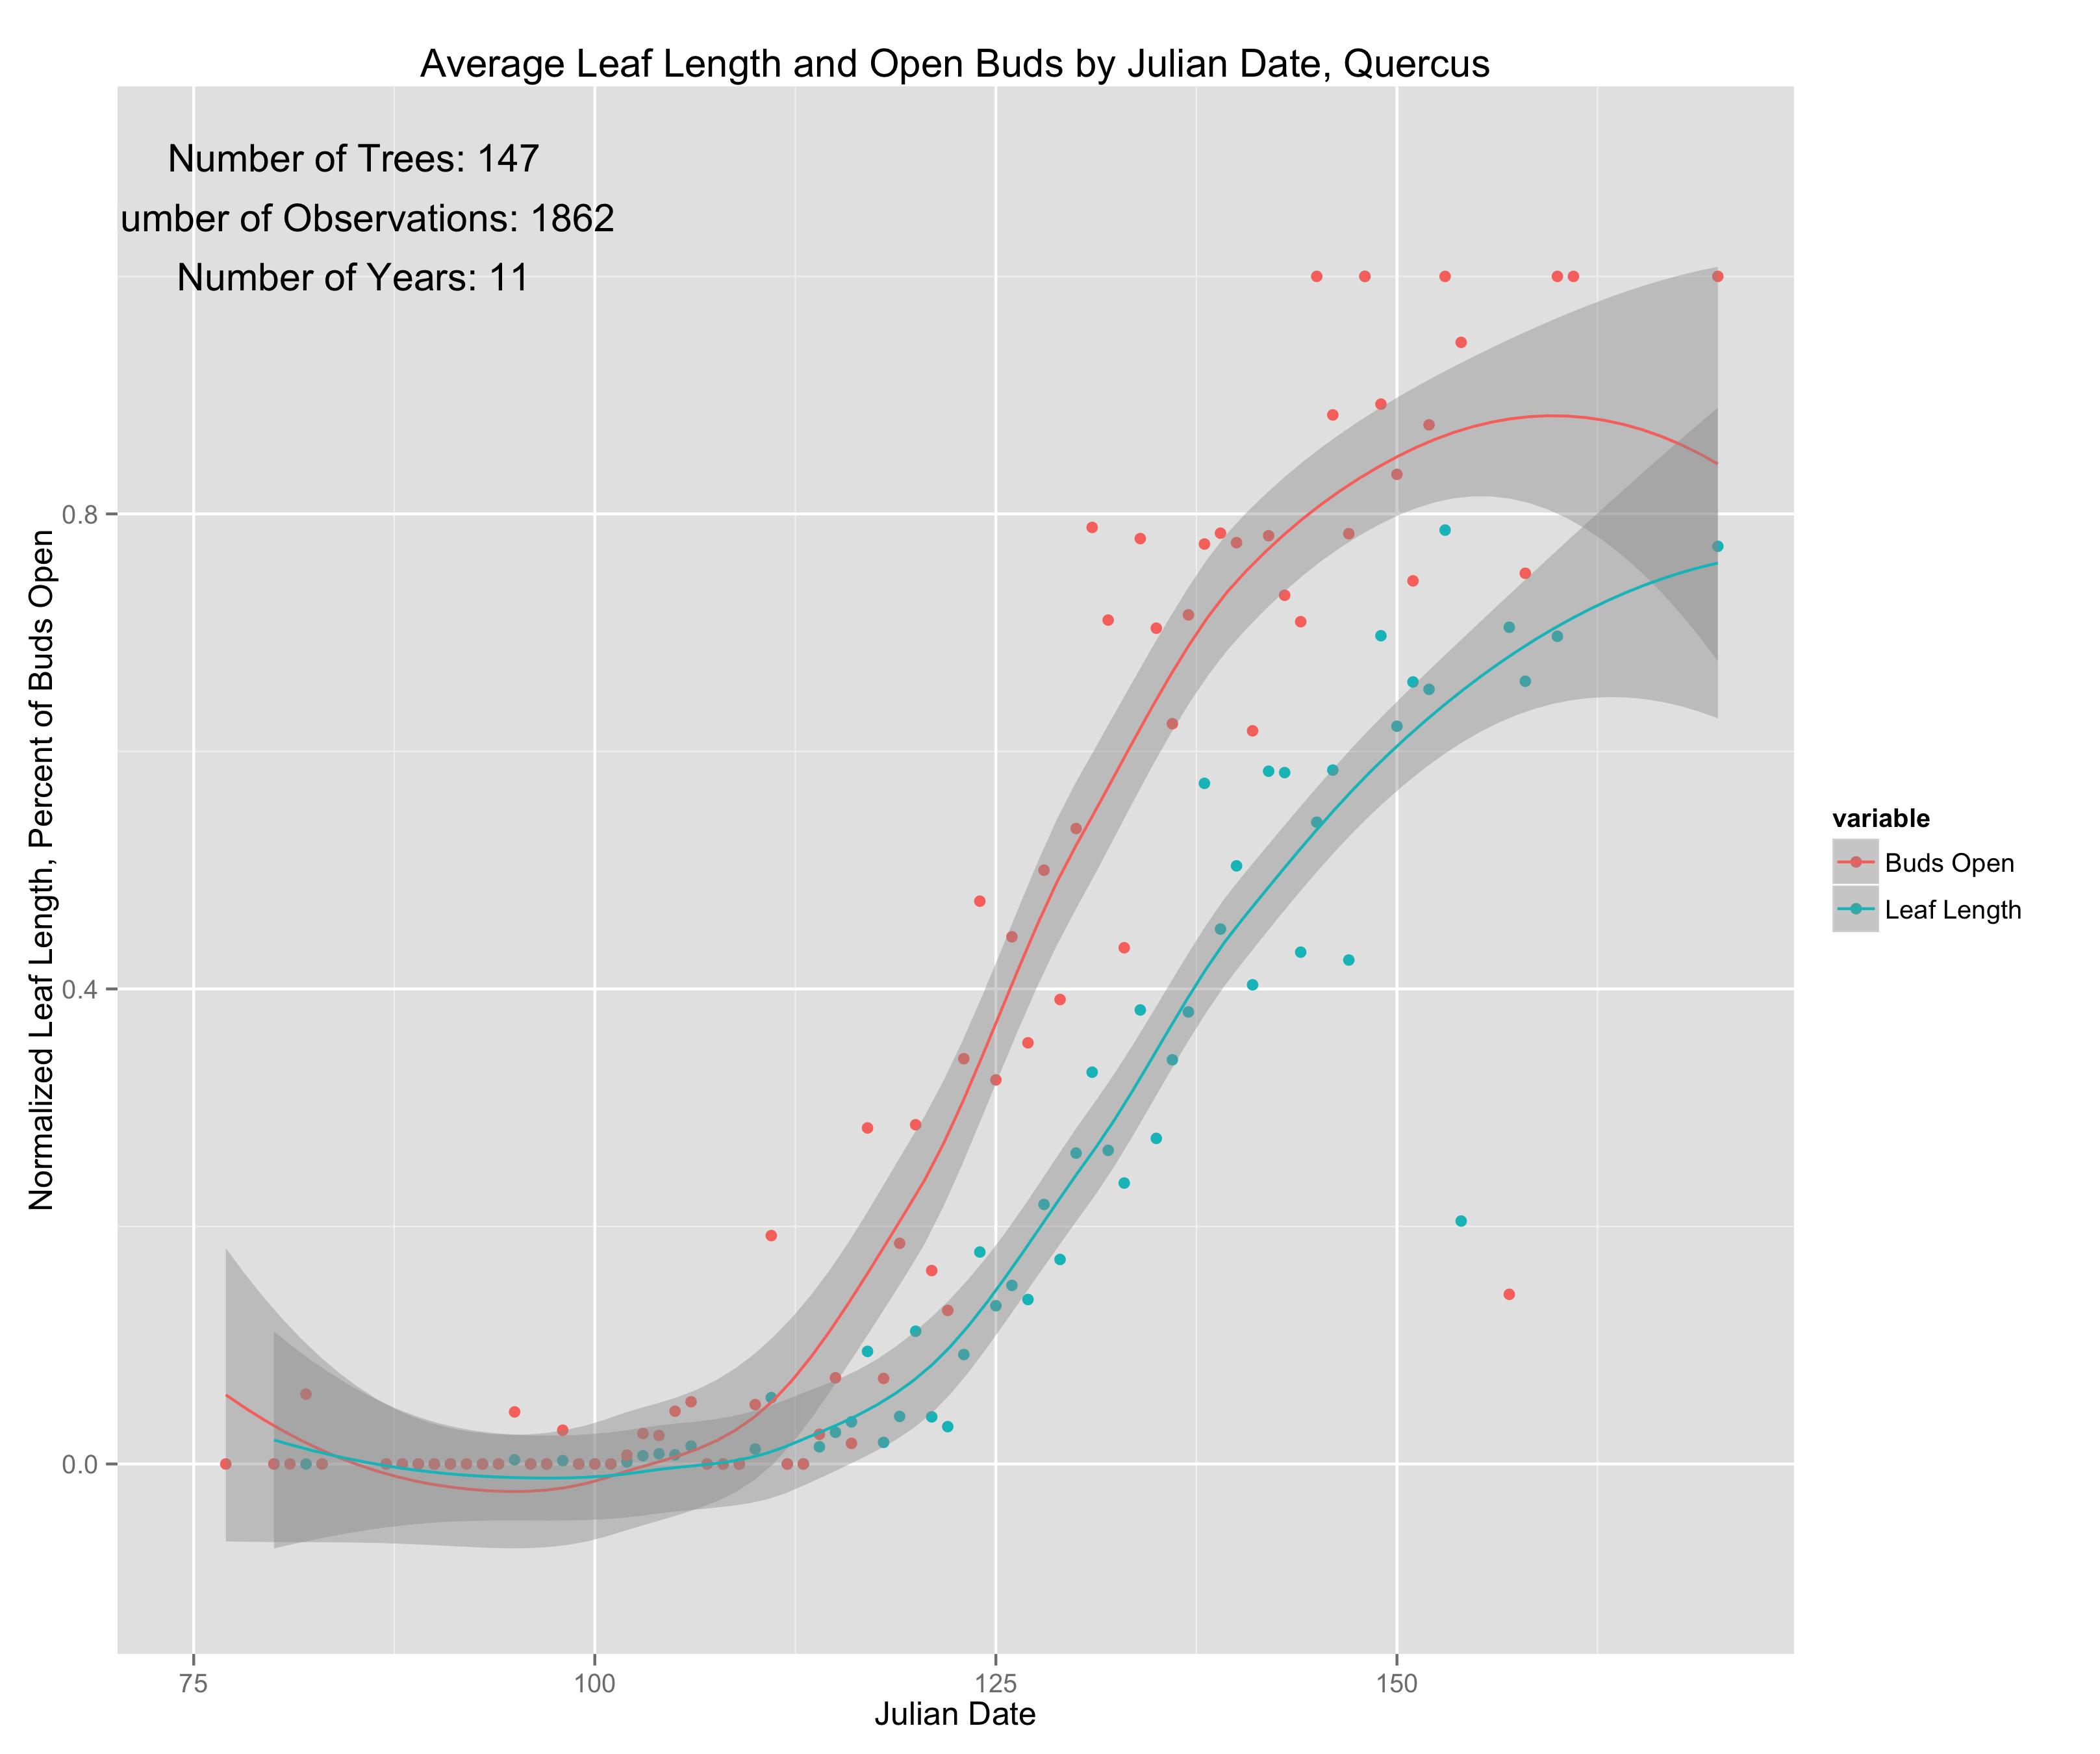 Average Leaf Length and Open Buds by Julian Date, Quercus
Number of Trees: 147
umber of Observations: 1862
Number of Years: 11
Normalized Leaf Length, Percent of Buds Open
0.8
0.4
0.0
75 100 125 150
Julian Date
variable
Buds Open
Leaf Length